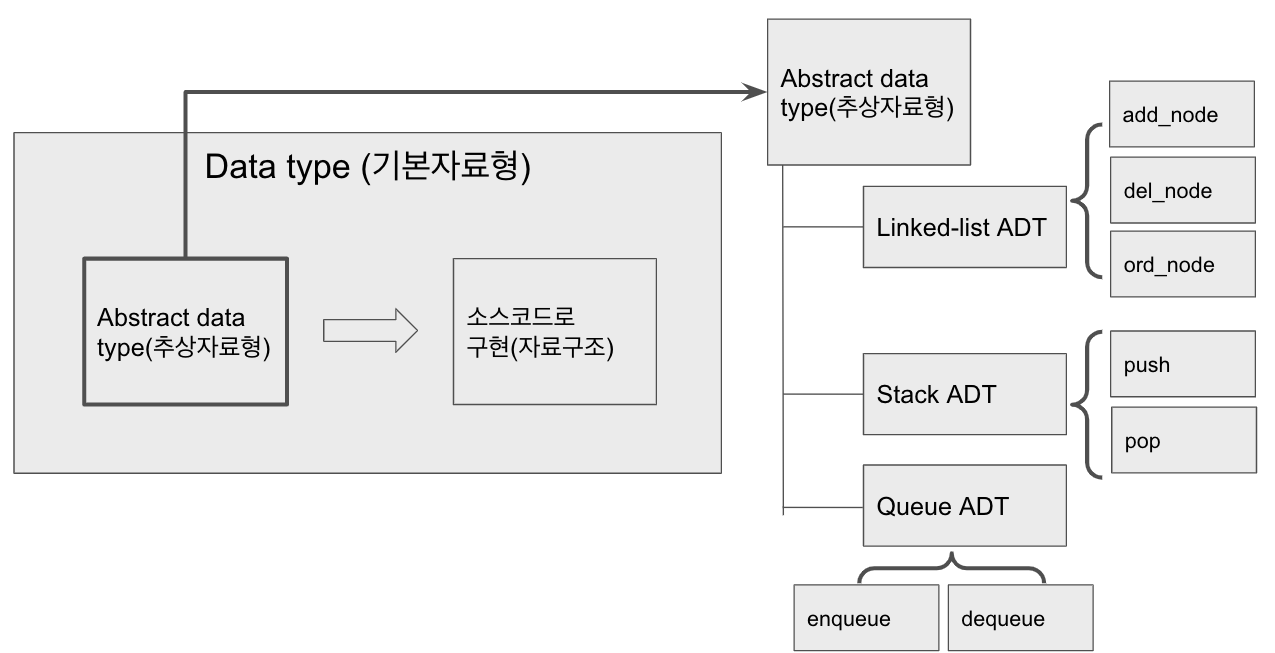 Data type (기본자료형)
Abstract data
type(추상자료형)
소스코드로
구현(자료구조)
Abstract data
type(추상자료형)
Linked-list ADT
add_node
del_node
ord_node
Stack ADT
push
pop
Queue ADT
enqueue
dequeue